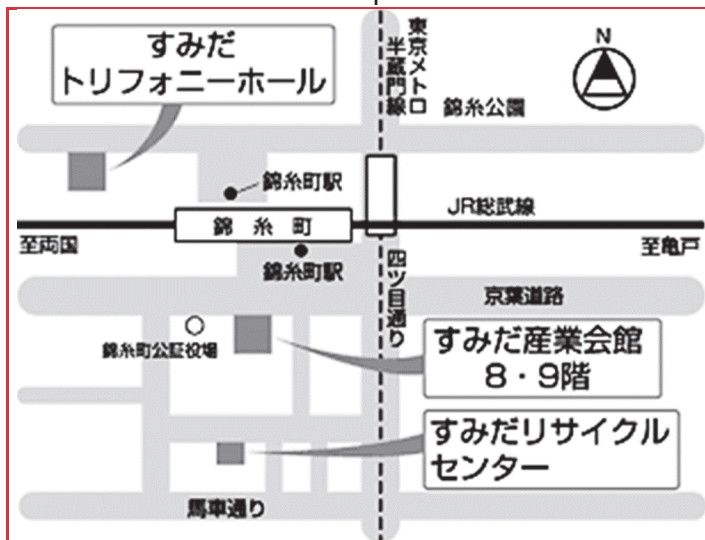 すみだ
トリフォニーホール
東京メトロ
半蔵門線
N
錦糸公園
錦糸町駅
JR総武線
錦糸町
至両国
至亀戸
錦糸町駅
四ツ目通り
京葉道路
錦糸町公証役場
すみだ産業会館
8・9階
すみだリサイクル
センター
馬車通り